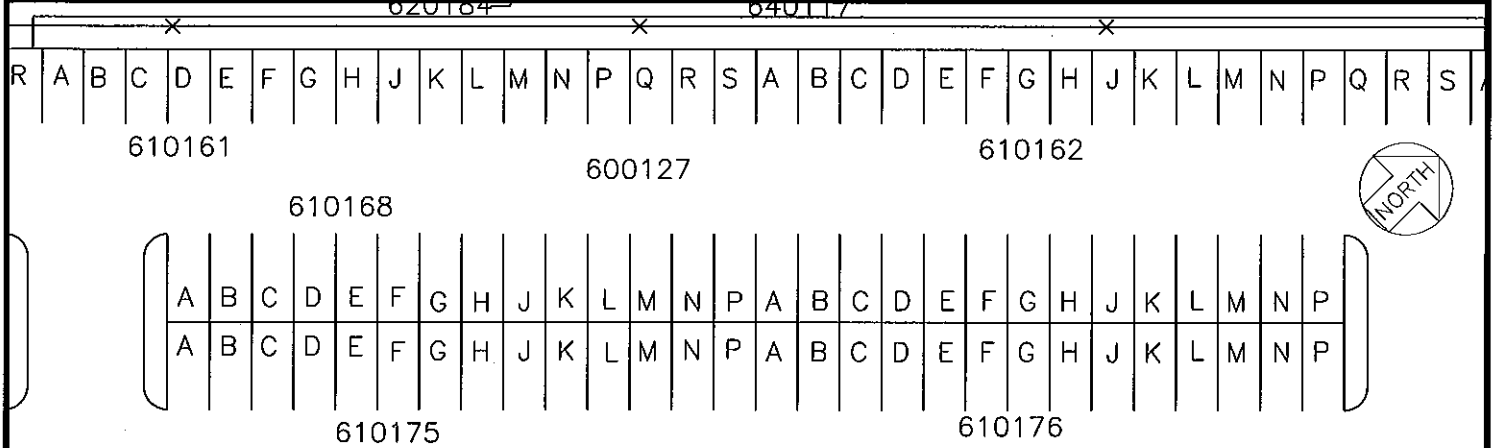 620184 640117
R A B C D E F G H J K L M N P Q R S A B C D E F G H J K L M N P Q R S
610161 610162
600127
NORTH
610168
A B C D E F G H J K L M N P A B C D E F G H J K L M N P
A B C D E F G H J K L M N P A B C D E F G H J K L M N P
610175 610176